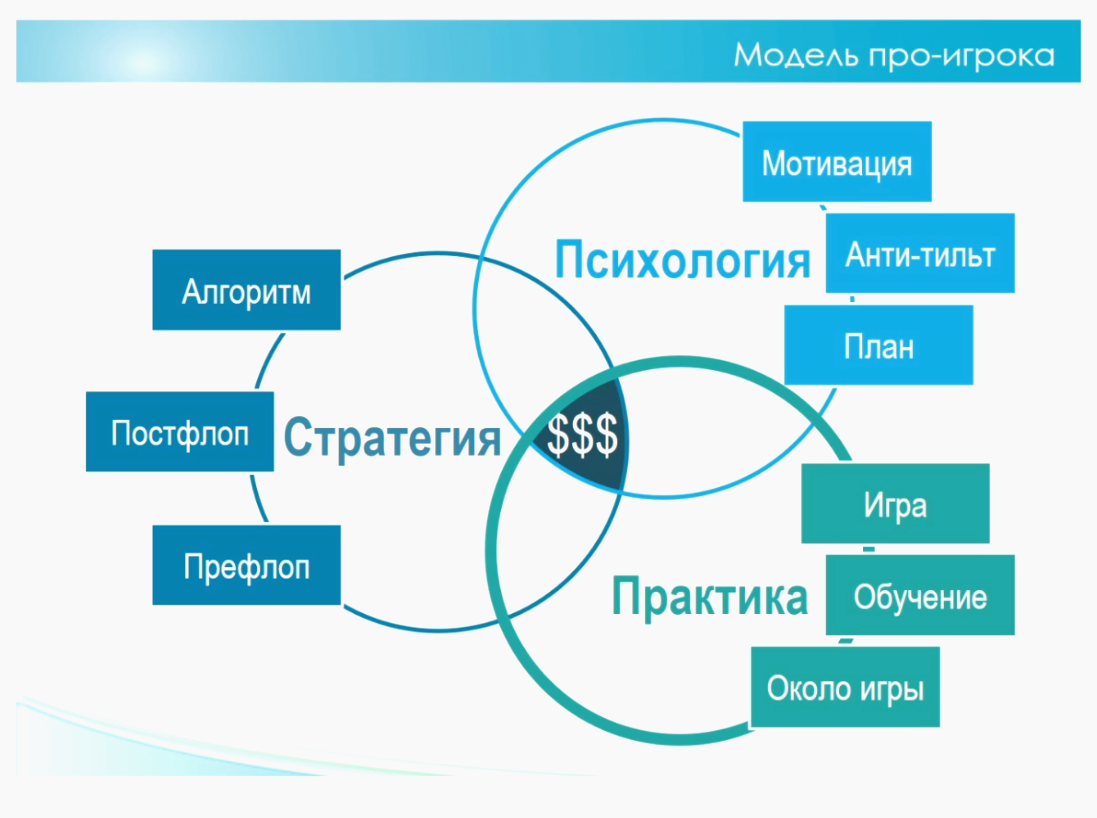 Модель про-игрока
Мотивация
Психология
Анти-тильт
План
Алгоритм
Постфлоп
Стратегия
Префлоп
$$$
Игра
Практика
Обучение
Около игры